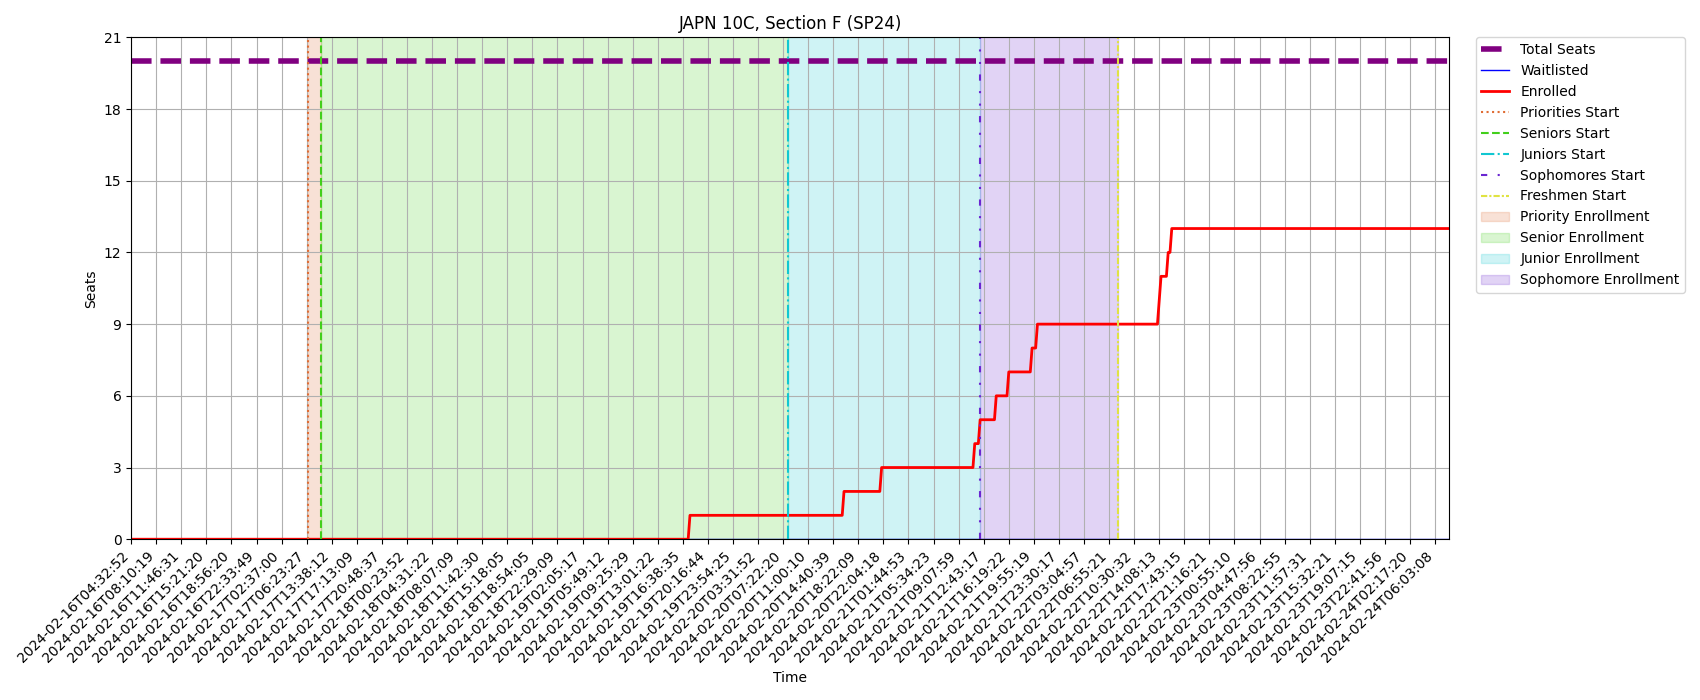 JAPN 10C, Section F (SP24)
Seats
21
18
15
12
9
6
3
0
2024-02-16T04:32:52
2024-02-16T08:10:19
2024-02-16T11:46:31
2024-02-16T15:21:20
2024-02-16T18:56:20
2024-02-16T22:33:49
2024-02-17T02:37:00
2024-02-17T06:23:27
2024-02-17T13:38:12
2024-02-17T17:13:09
2024-02-17T20:48:37
2024-02-18T00:23:52
2024-02-18T04:31:22
2024-02-18T08:07:09
2024-02-18T11:42:30
2024-02-18T15:18:05
2024-02-18T18:54:05
2024-02-18T22:29:09
2024-02-19T02:05:17
2024-02-19T05:49:12
2024-02-19T09:25:29
2024-02-19T13:01:22
2024-02-19T16:38:35
2024-02-19T20:16:44
2024-02-19T23:54:25
2024-02-20T03:31:52
2024-02-20T07:22:20
2024-02-20T11:00:10
2024-02-20T14:40:39
2024-02-20T18:22:09
2024-02-20T22:04:18
2024-02-21T01:44:53
2024-02-21T05:34:23
2024-02-21T09:07:59
2024-02-21T12:43:17
2024-02-21T16:19:22
2024-02-21T19:55:19
2024-02-21T23:30:17
2024-02-22T03:04:57
2024-02-22T06:55:21
2024-02-22T10:30:32
2024-02-22T14:08:13
2024-02-22T17:43:15
2024-02-22T21:16:21
2024-02-23T00:55:10
2024-02-23T04:47:56
2024-02-23T08:22:55
2024-02-23T11:57:31
2024-02-23T15:32:21
2024-02-23T19:07:15
2024-02-23T22:41:56
2024-02-24T02:17:20
2024-02-24T06:03:08
Time
Total Seats
Waitlisted
Enrolled
Priorities Start
Seniors Start
Juniors Start
Sophomores Start
Freshmen Start
Priority Enrollment
Senior Enrollment
Junior Enrollment
Sophomore Enrollment